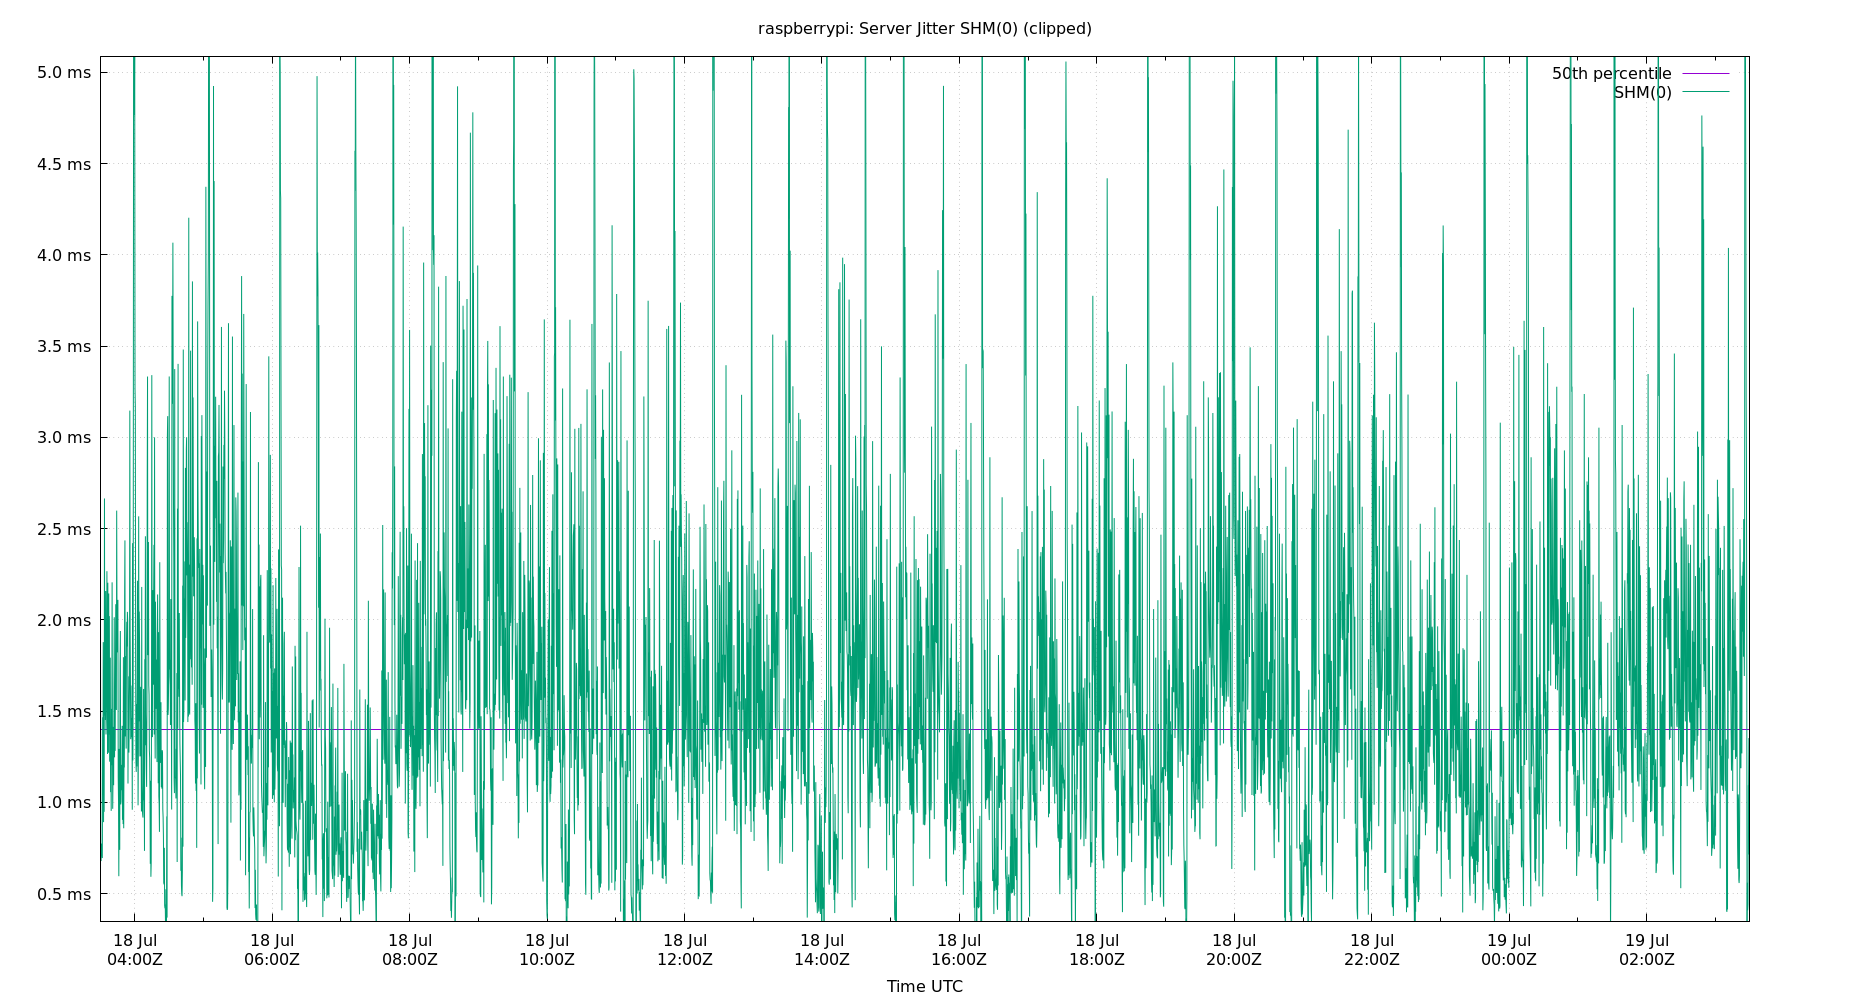 raspberrypi: Server Jitter SHM(0) (clipped)
5.0 ms
4.5 ms
4.0 ms
3.5 ms
3.0 ms
2.5 ms
2.0 ms
1.5 ms
1.0 ms
0.5 ms
50th percentile
SHM(0)
18 Jul 18 Jul 18 Jul 18 Jul 18 Jul 18 Jul 18 Jul 18 Jul 18 Jul 18 Jul 19 Jul 19 Jul
04:00Z 06:00Z 08:00Z 10:00Z 12:00Z 14:00Z 16:00Z 18:00Z 20:00Z 22:00Z 00:00Z 02:00Z
Time UTC